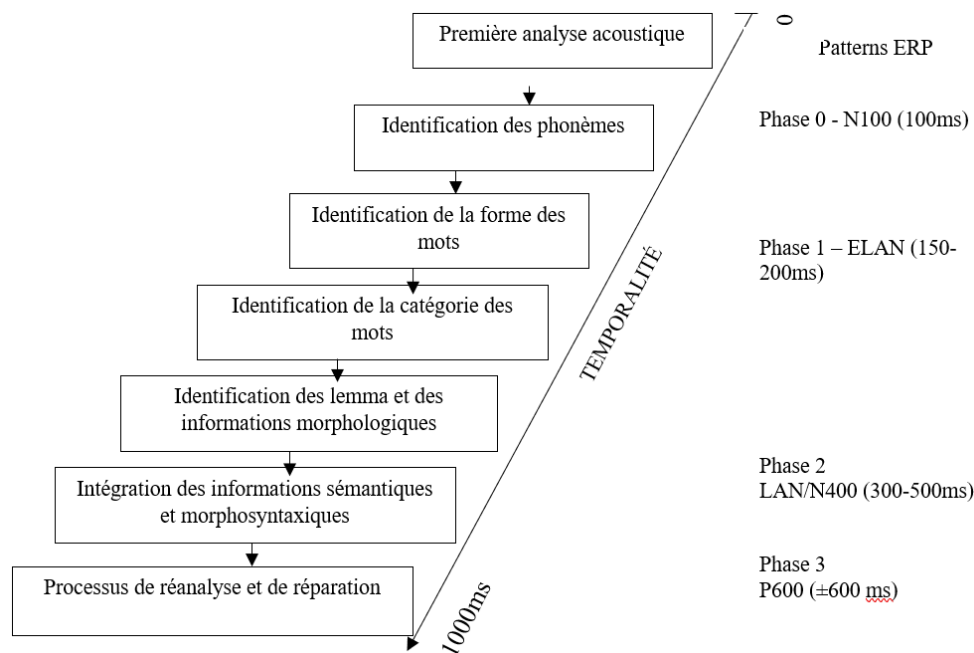 Première analyse acoustique
0
Patterns ERP
Identification des phonèmes
Phase 0 - N100 (100ms)
Identification de la forme des
mots
Phase 1 – ELAN (150-
200ms)
Identification de la catégorie des
mots
TEMPORALITÉ
Identification des lemma et des
informations morphologiques
Intégration des informations sémantiques
et morphosyntaxiques
Phase 2
LAN/N400 (300-500ms)
Processus de réanalyse et de réparation
Phase 3
P600 (±600 ms)
1000ms